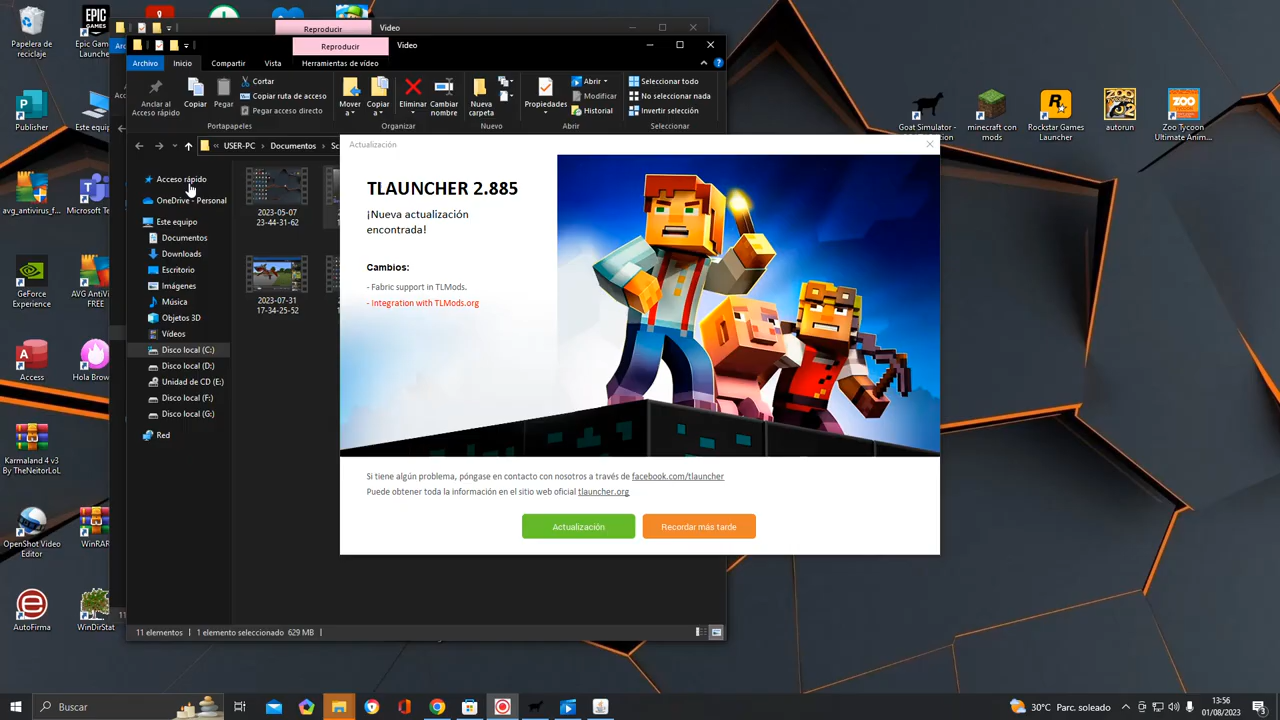 Reproducir
Video
Reproducir
Video
Archivo
Inicio
Compartir
Vista
Herramientas de vídeo
Anclar al
Acceso rápido
Copiar
Pegar
Cortar
Copiar ruta de acceso
Pegar acceso directo
Portapapeles
Mover
a
Copiar
a
Eliminar
Cambiar
nombre
Organizar
Nueva
carpeta
Nuevo
Propiedades
Abrir
Modificar
Historial
Abrir
Seleccionar todo
No seleccionar nada
Invertir selección
Seleccionar
USER-PC
Documentos
Acceso rápido
OneDrive - Personal
Este equipo
Documentos
Downloads
Escritorio
Imágenes
Música
Objetos 3D
Vídeos
Disco local (C:)
Disco local (D:)
Unidad de CD (E:)
Disco local (F:)
Disco local (G:)
Red
2023-05-07
23-44-31-62
2023-07-31
17-34-25-52
11 elementos
1 elemento seleccionado 629 MB
Actualización
TLAUNCHER 2.885
¡Nueva actualización
encontrada!
Cambios:
- Fabric support in TLMods.
- Integration with TLMods.org
Si tiene algún problema, póngase en contacto con nosotros a través de facebook.com/tlauncher
Puede obtener toda la información en el sitio web oficial tlauncher.org
Actualización
Recordar más tarde
Papelera de
reciclaje
EPIC
GAMES
Publisher
avg_antivirus_f...
GeForce
Experience
Access
Hola Brow...
Karmaland 4 v3
By TheNeitorLoL
OpenShot Video
Editor
WinRAR
AutoFirma
WinDirStat
Goat Simulator -
minecraft con
mods
Rockstar Games
Launcher
autorun
ZOO
Zoo Tycoon
Ultimate Anim...
Buscar
30°C Parc. soleado
13:56
01/08/2023